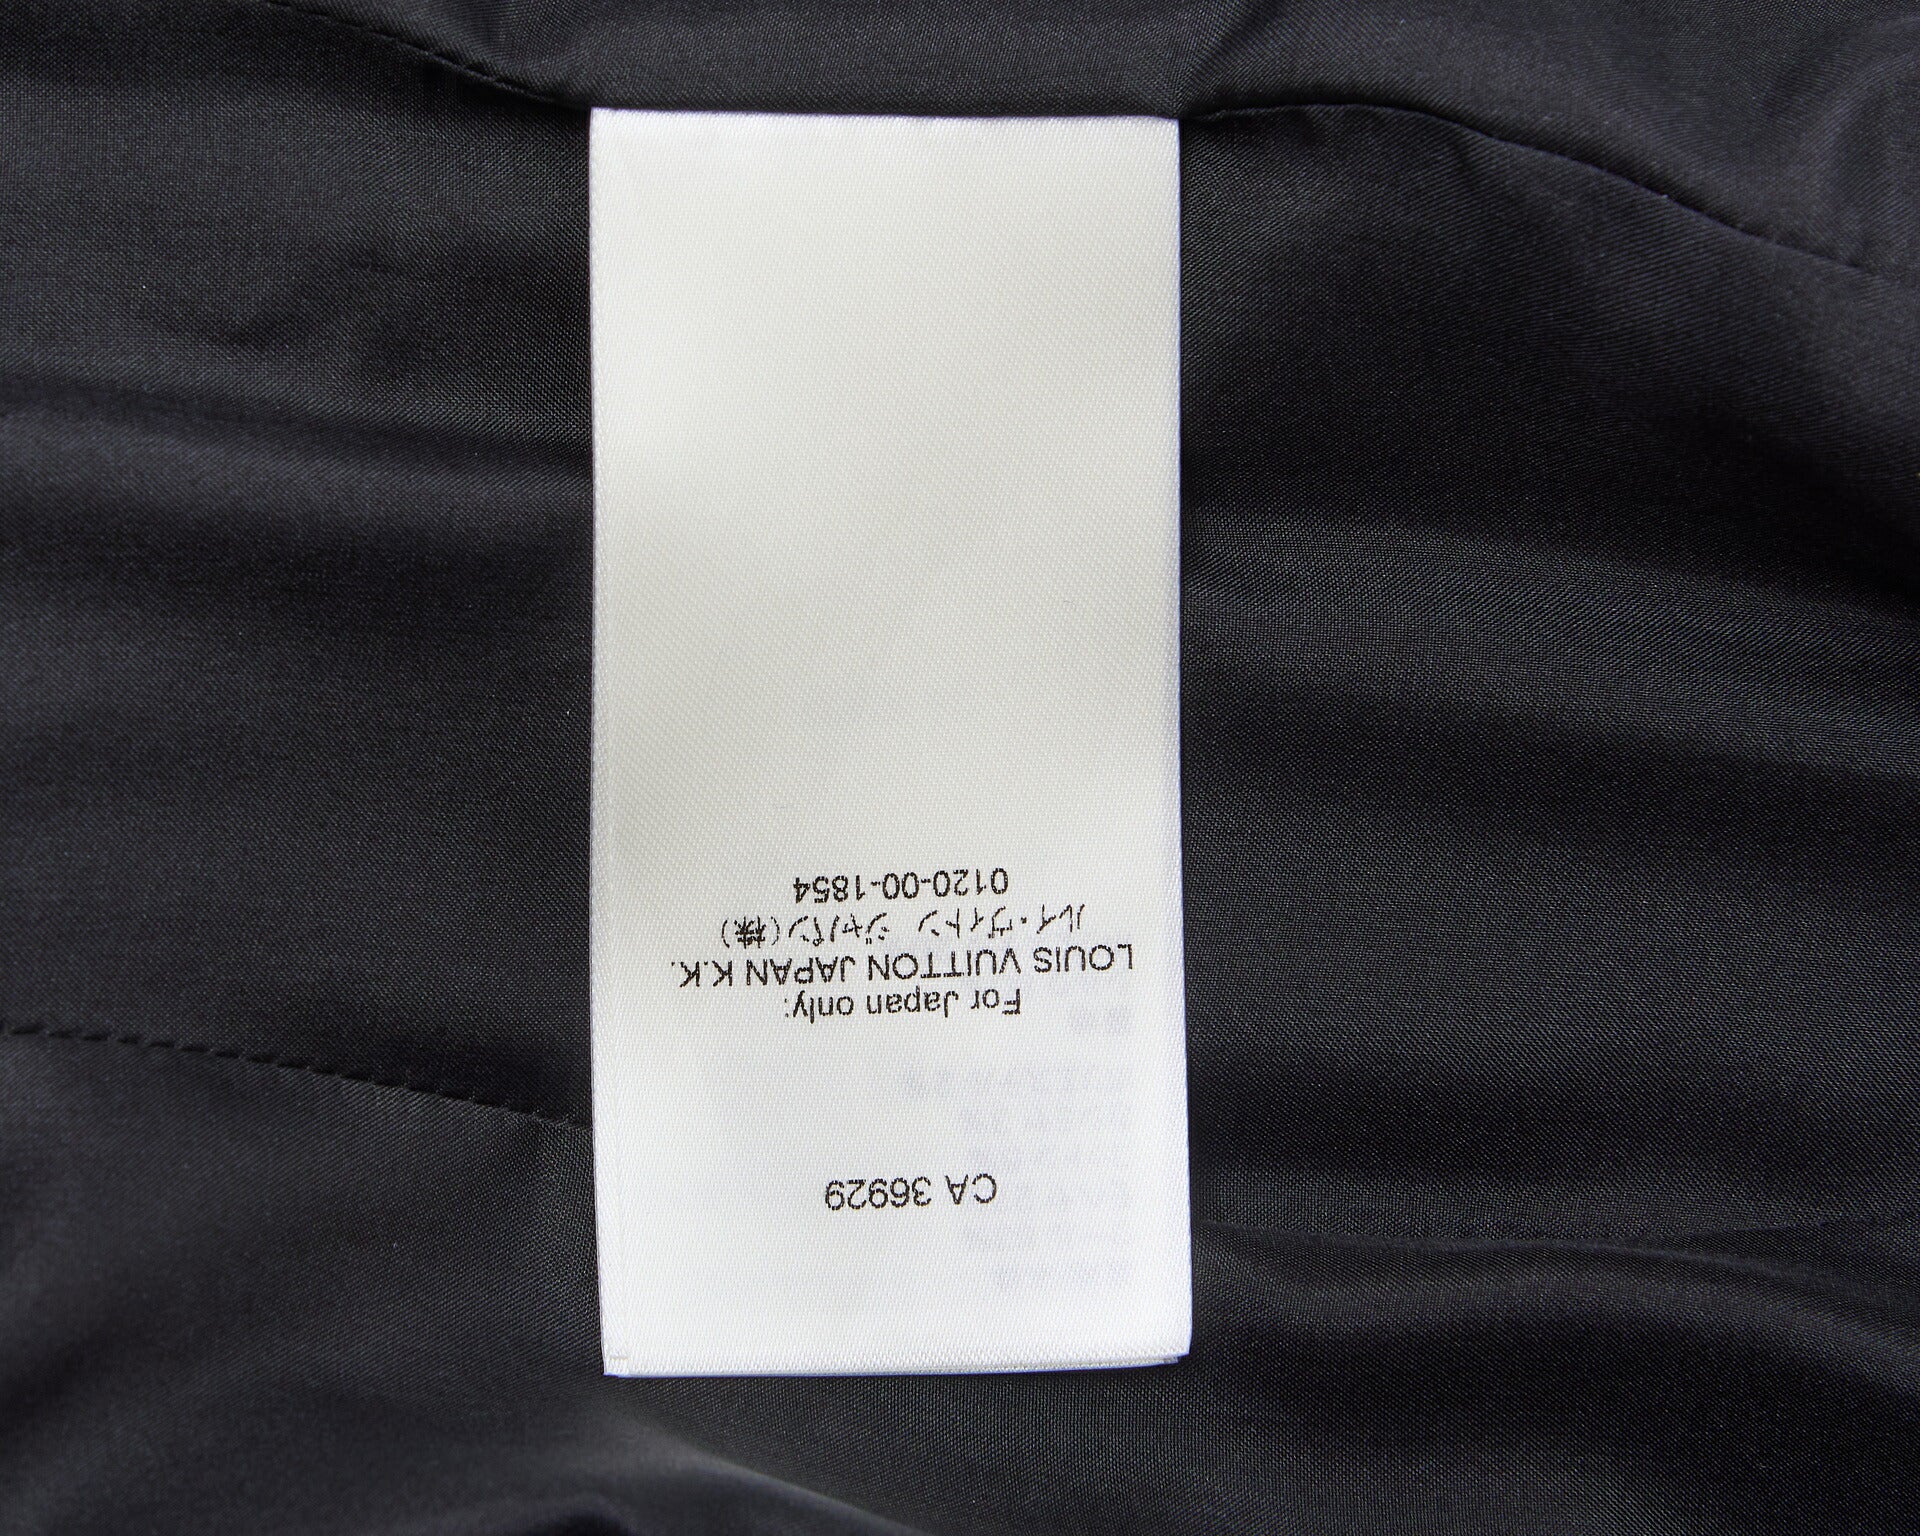 CA 36929
For Japan only:
LOUIS VUITTON JAPAN K.K.
ルイ・ヴィトン ジャパン(株)
0120-00-1854